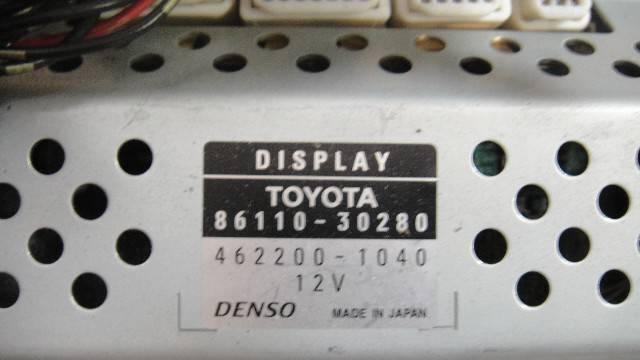 DISPLAY
TOYOTA
86110-30280
462200-1040
12V
DENSO MADE IN JAPAN